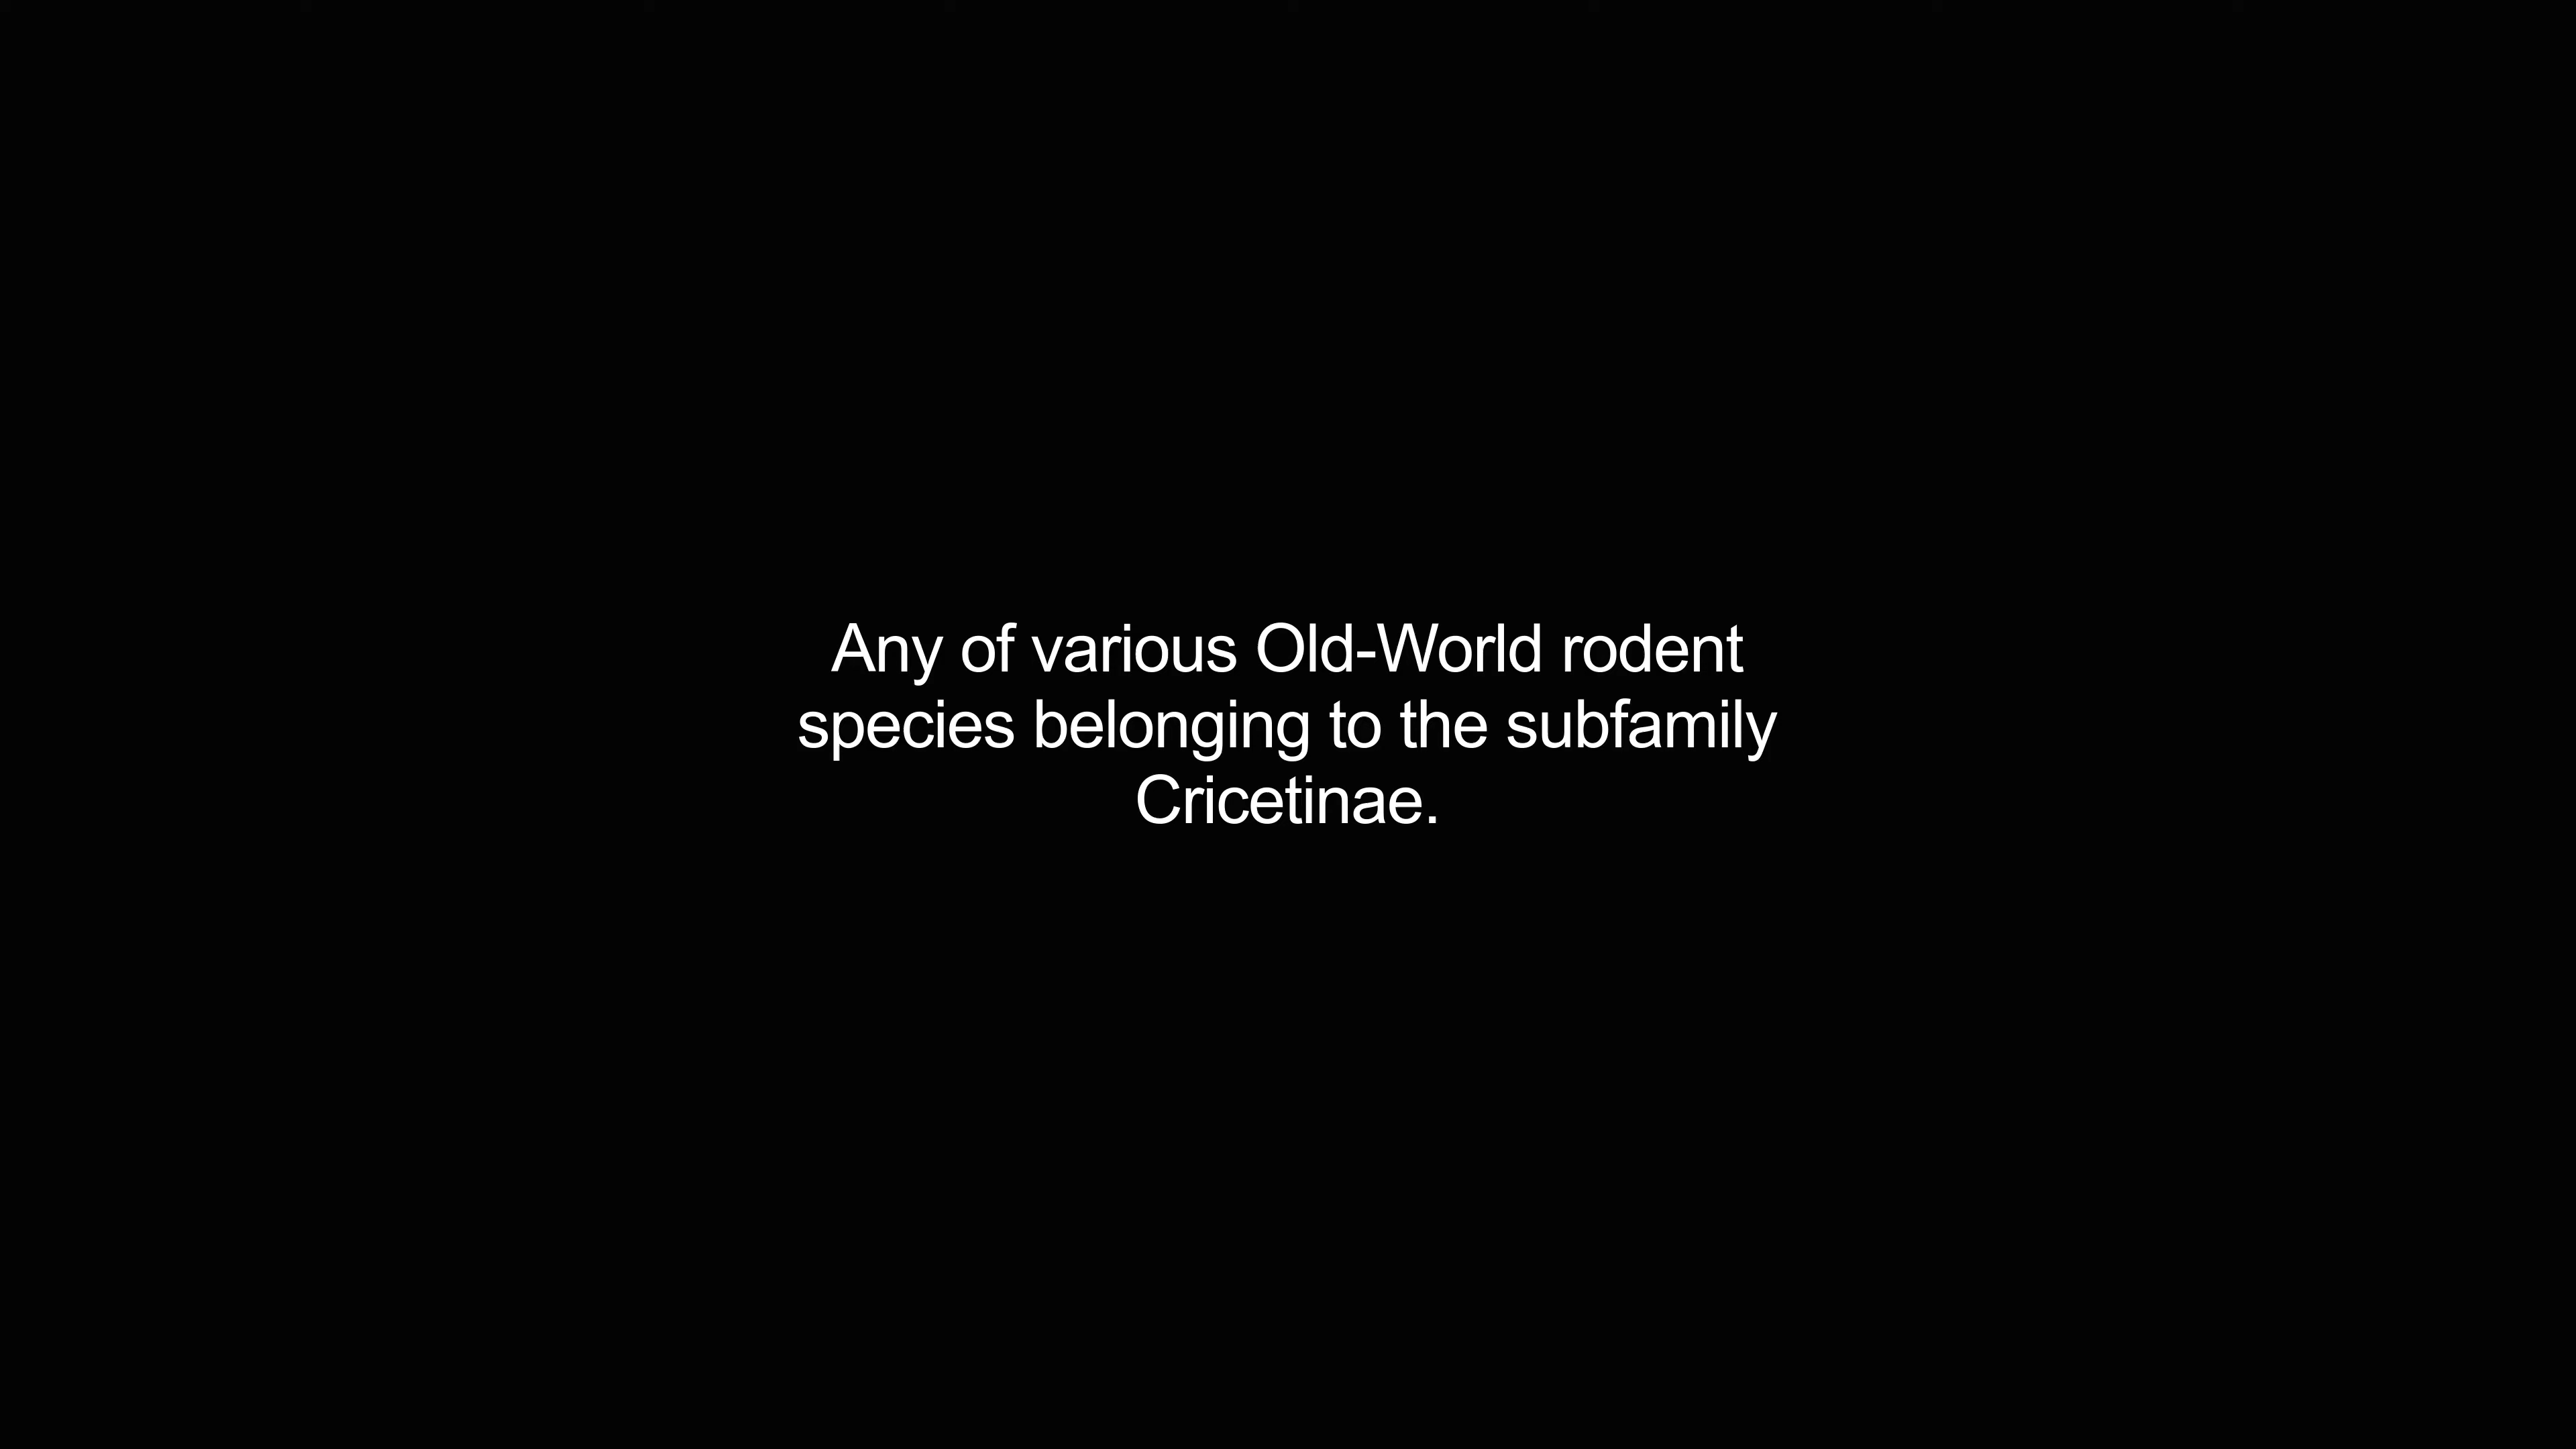 Any of various Old-World rodent
species belonging to the subfamily
Cricetinae.